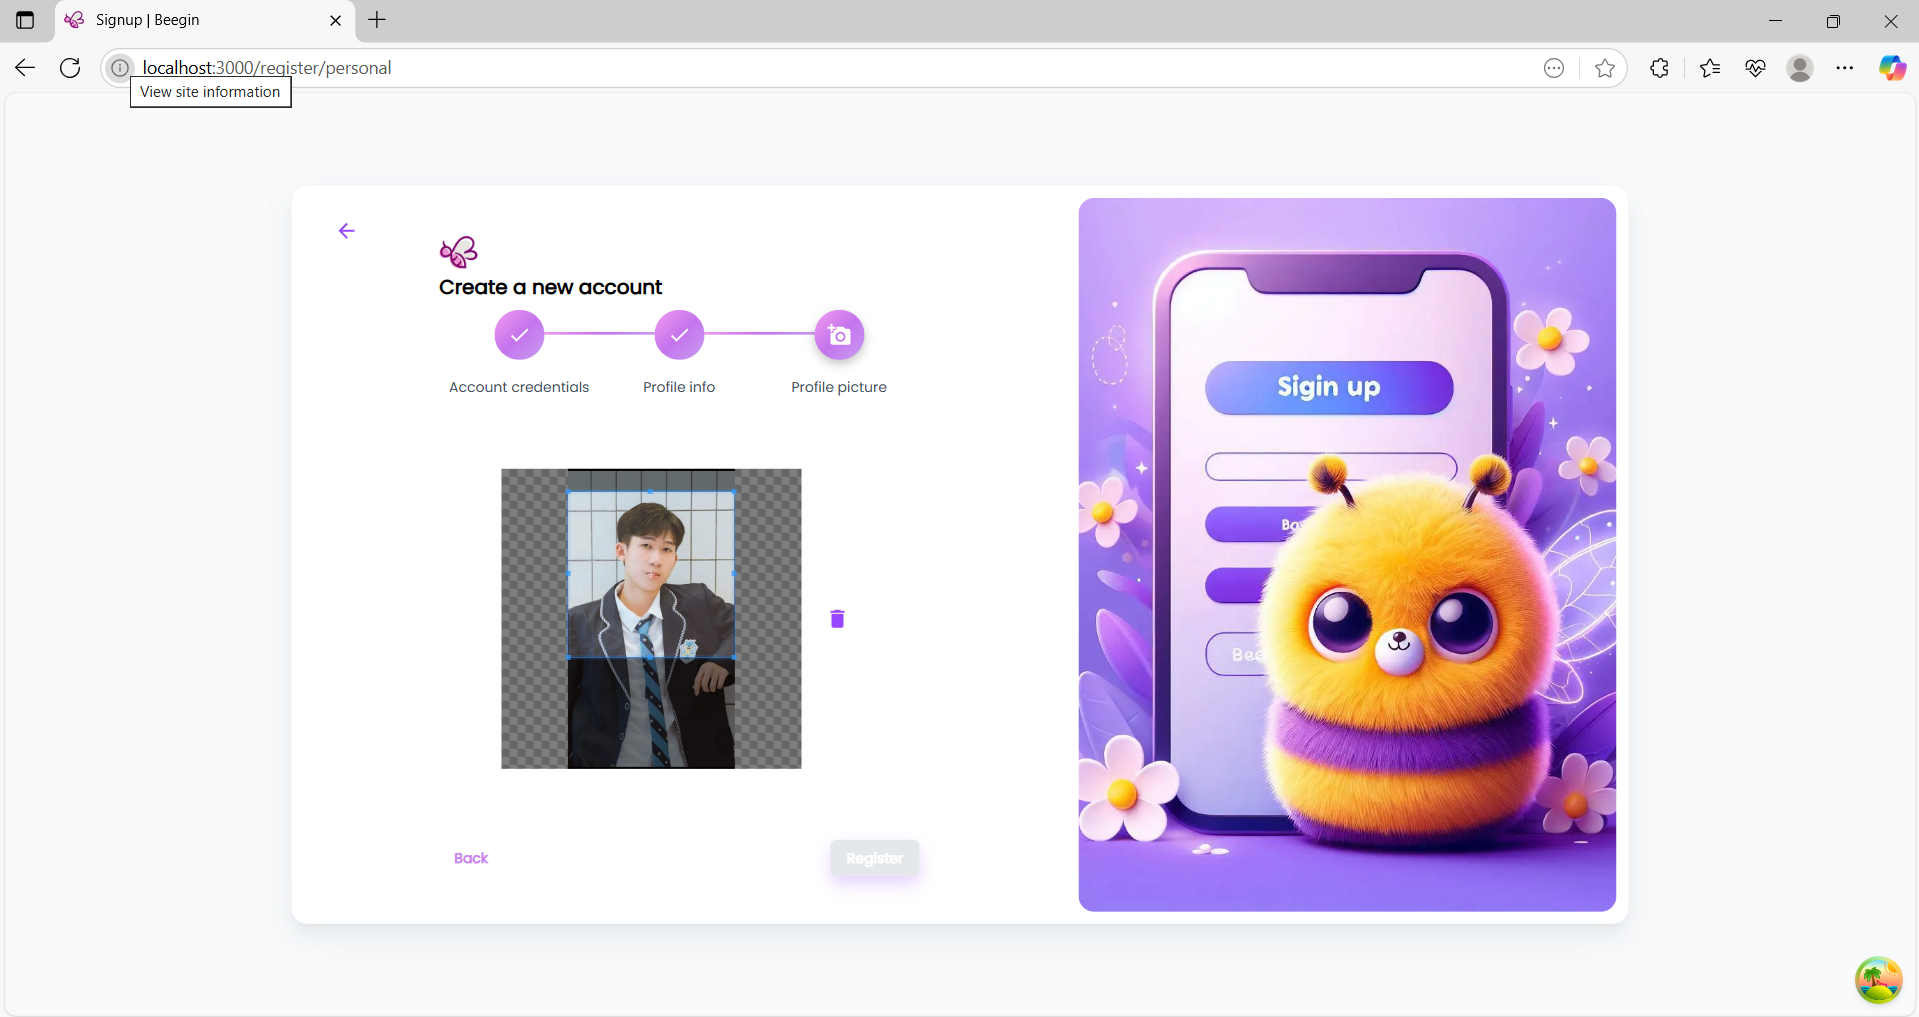 Signup | Beegin
localhost:3000/register/personal
View site information
Create a new account
Account credentials
Profile info
Profile picture
Back
Register
Sigin up
Bo
Bee